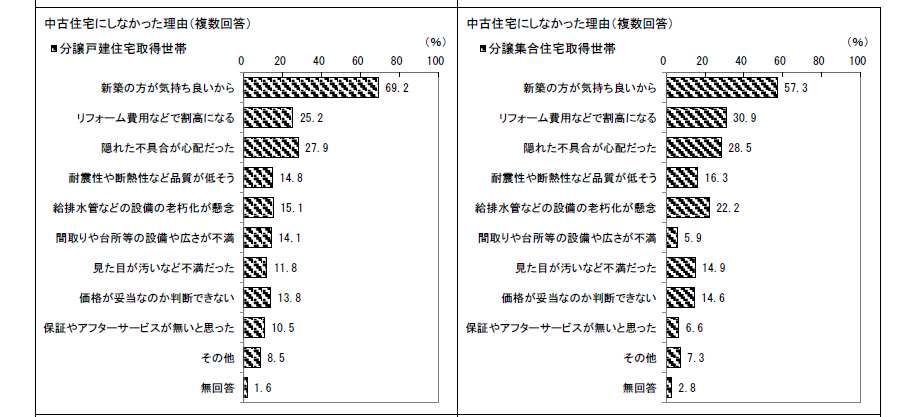 中古住宅にしなかった理由（複数回答）
分譲戸建住宅取得世帯
（％）
0 20 40 60 80 100
新築の方が気持ち良いから 69.2
リフォーム費用などで割高になる 25.2
隠れた不具合が心配だった 27.9
耐震性や断熱性など品質が低そう 14.8
給排水管などの設備の老朽化が懸念 15.1
間取りや台所等の設備や広さが不満 14.1
見た目が汚いなど不満だった 11.8
価格が妥当なのか判断できない 13.8
保証やアフターサービスが無いと思った 10.5
その他 8.5
無回答 1.6
中古住宅にしなかった理由（複数回答）
分譲集合住宅取得世帯
（％）
0 20 40 60 80 100
新築の方が気持ち良いから 57.3
リフォーム費用などで割高になる 30.9
隠れた不具合が心配だった 28.5
耐震性や断熱性など品質が低そう 16.3
給排水管などの設備の老朽化が懸念 22.2
間取りや台所等の設備や広さが不満 5.9
見た目が汚いなど不満だった 14.9
価格が妥当なのか判断できない 14.6
保証やアフターサービスが無いと思った 6.6
その他 7.3
無回答 2.8